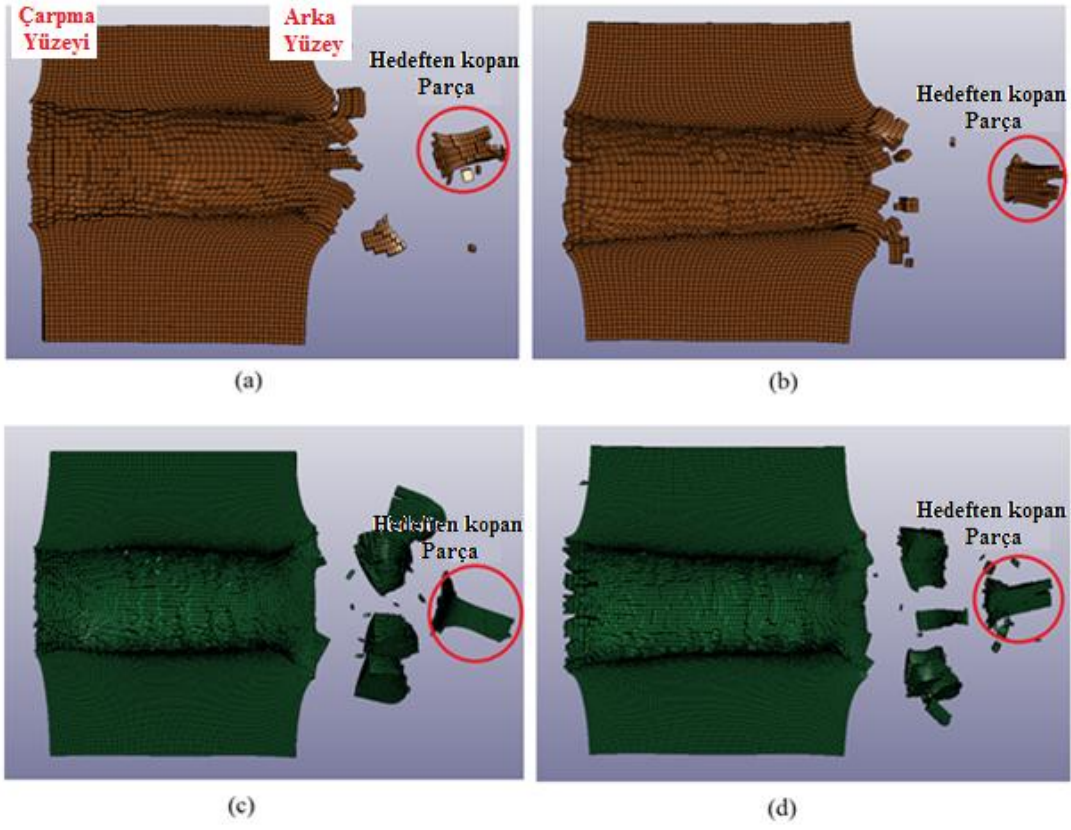 Çarpma
Yüzeyi
Arka
Yüzey
Hedeften kopan
Parça
Hedeften kopan
Parça
(a)
(b)
Hedeften kopan
Parça
Hedeften kopan
Parça
(c)
(d)